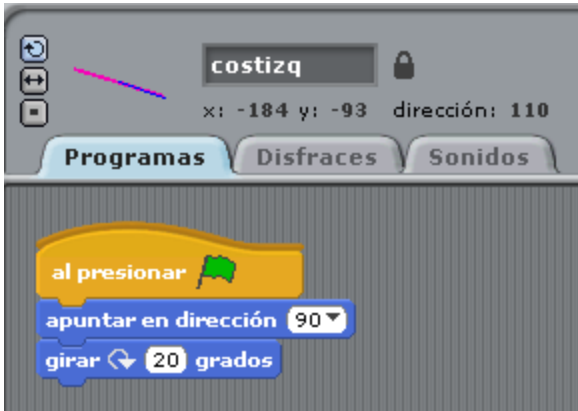 costizq
x: -184 y: -93 dirección: 110
Programas Disfraces Sonidos
al presionar
apuntar en dirección 90
girar 20 grados